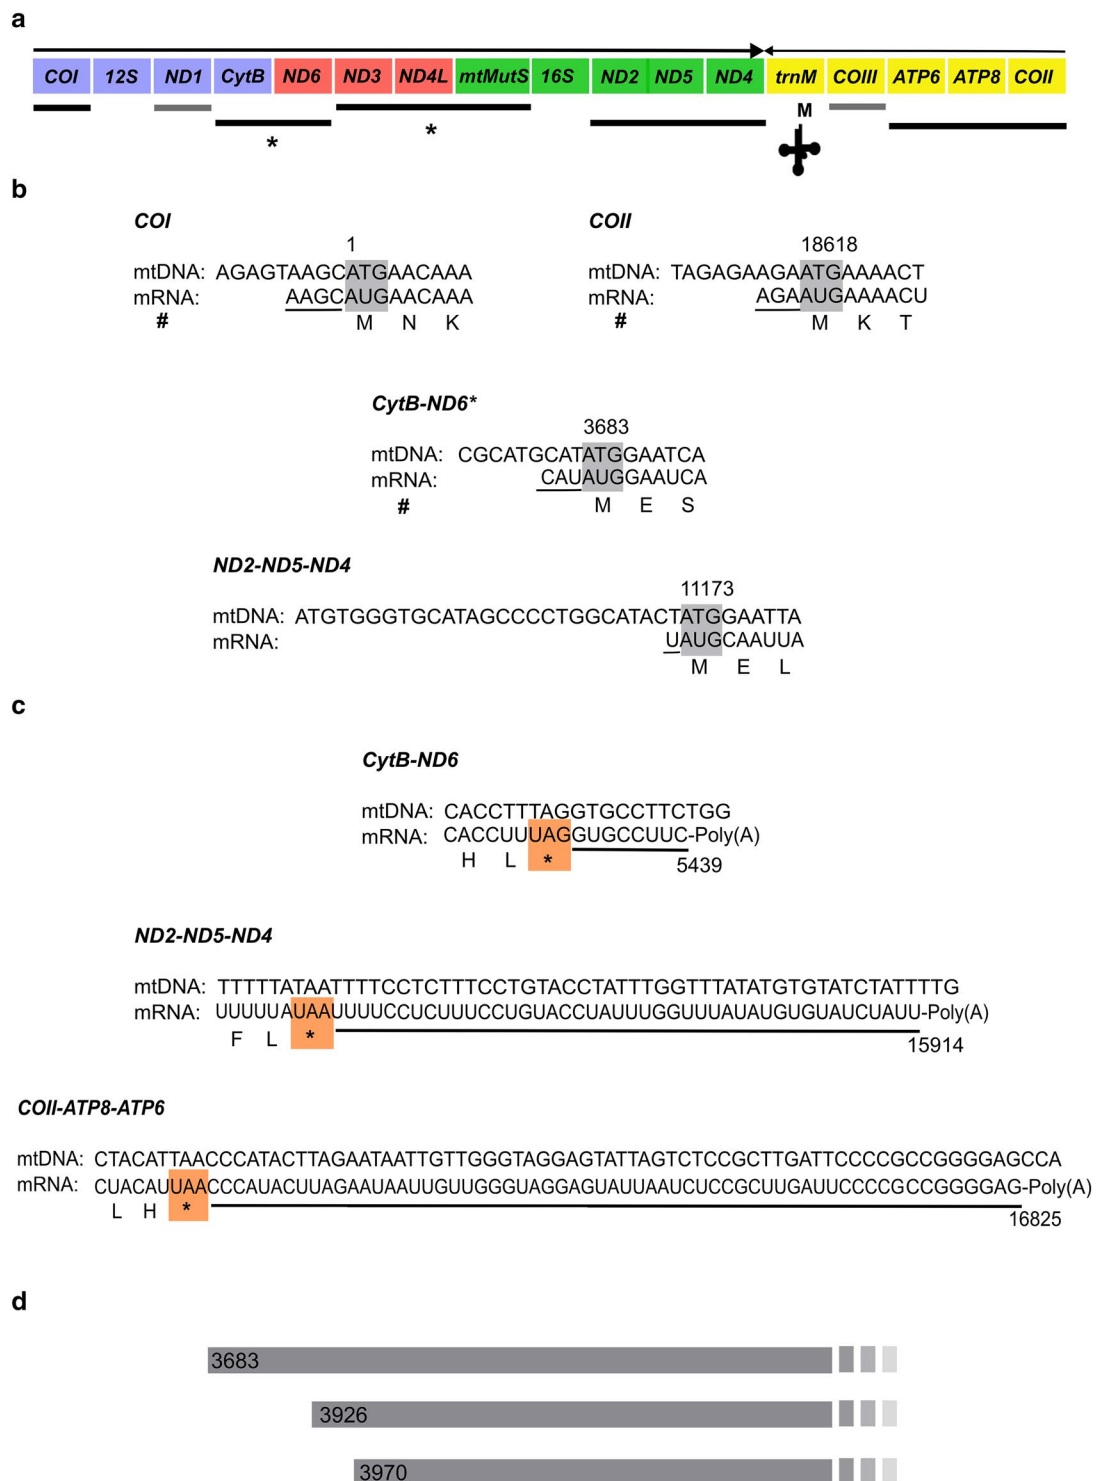 a
COI 12S ND1 CytB ND6 ND3 ND4L mtMutS 16S ND2 ND5 ND4 trnM COIII ATP6 ATP8 COII
* * M
b
COI
1
mtDNA: AGAGTAAGCATGAACAAA
mRNA: AAGCAUGAACAAA
# M N K
COII
18618
mtDNA: TAGAGAAGAATGAAAACT
mRNA: AGAAUGAAAACU
# M K T
CytB-ND6*
3683
mtDNA: CGCATGCATATGGAATCA
mRNA: CAUAUGGAAUCA
# M E S
ND2-ND5-ND4
11173
mtDNA: ATGTGGGTGCATAGCCCCTGGCATACTATGGAATTA
mRNA: UAUGCAAUUA
M E L
c
CytB-ND6
mtDNA: CACCTTTAGGTGCCTTCTGG
mRNA: CACCUUUAGGUGCCUUC-Poly(A)
H L * 5439
ND2-ND5-ND4
mtDNA: TTTTTATAATTTTCCTCTTTCCTGTACCTATTTGGTTTATATGTGTATCTATTTTG
mRNA: UUUUUAUAAUUUUCCUCUUUCCUGUACCUAUUUGGUUUAUAUGUGUAUCUAUU-Poly(A)
F L * 15914
COII-ATP8-ATP6
mtDNA: CTACATTAACCCATACTTAGAATAATTGTTGGGTAGGAGTATTAGTCTCCGCTTGATTCCCCGCCGGGGAGCCA
mRNA: CUACAUUAACCCAUACUUAGAAUAAUUGUUGGGUAGGAGUAUUAAUCUCCGCUUGAUUCCCCGCCGGGGAG-Poly(A)
L H * 16825
d
3683
3926
3970